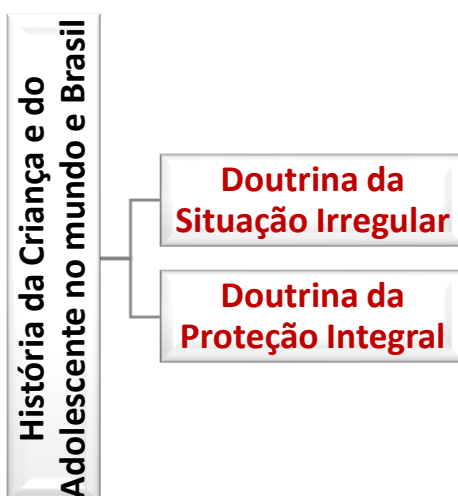 História da Criança e do
Adolescente no mundo e Brasil
Doutrina da
Situação Irregular
Doutrina da
Proteção Integral